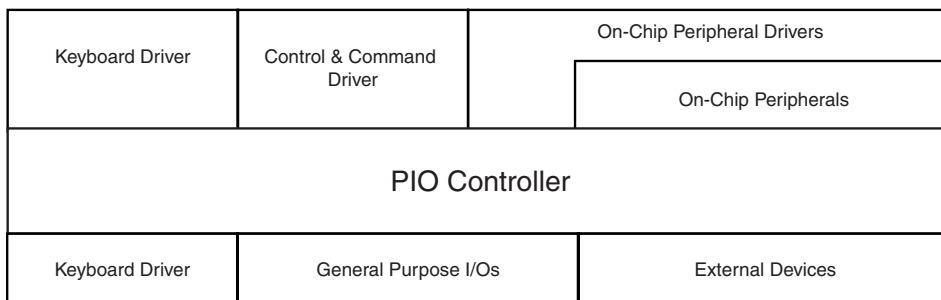 Keyboard Driver
Control & Command
Driver
On-Chip Peripheral Drivers
On-Chip Peripherals
PIO Controller
Keyboard Driver
General Purpose I/Os
External Devices